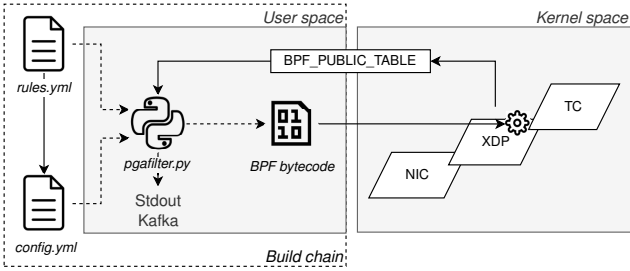 User space
Kernel space
BPF_PUBLIC_TABLE
rules.yml
TC
XDP
pgafilter.py
BPF bytecode
NIC
Stdout
Kafka
config.yml
Build chain